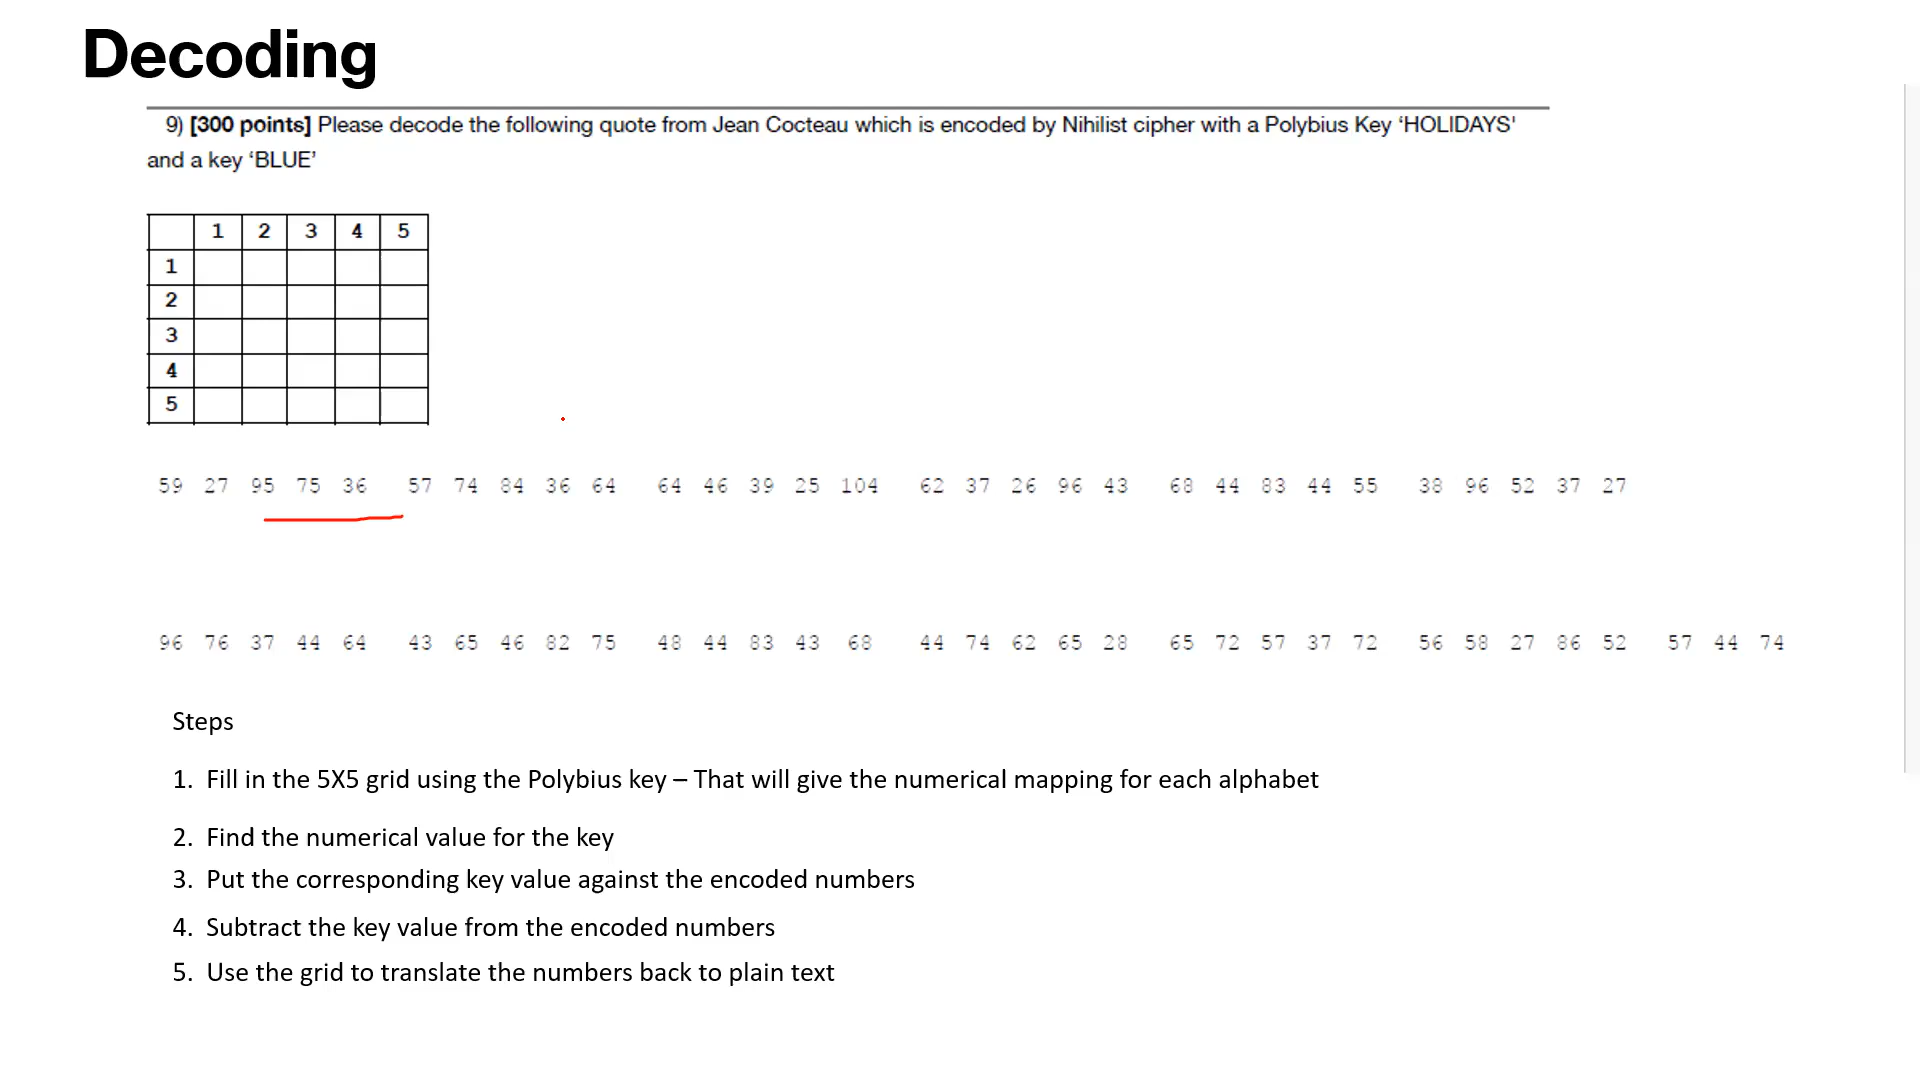 Decoding
9) [300 points] Please decode the following quote from Jean Cocteau which is encoded by Nihilist cipher with a Polybius Key ‘HOLIDAYS'
and a key ‘BLUE’
1 2 3 4 5
1
2
3
4
5
59 27 95 75 36 57 74 84 36 64 64 46 39 25 104 62 37 26 96 43 68 44 83 44 55 38 96 52 37 27
96 76 37 44 64 43 65 46 82 75 48 44 83 43 68 44 74 62 65 28 65 72 57 37 72 56 58 27 86 52 57 44 74
Steps
1. Fill in the 5X5 grid using the Polybius key – That will give the numerical mapping for each alphabet
2. Find the numerical value for the key
3. Put the corresponding key value against the encoded numbers
4. Subtract the key value from the encoded numbers
5. Use the grid to translate the numbers back to plain text